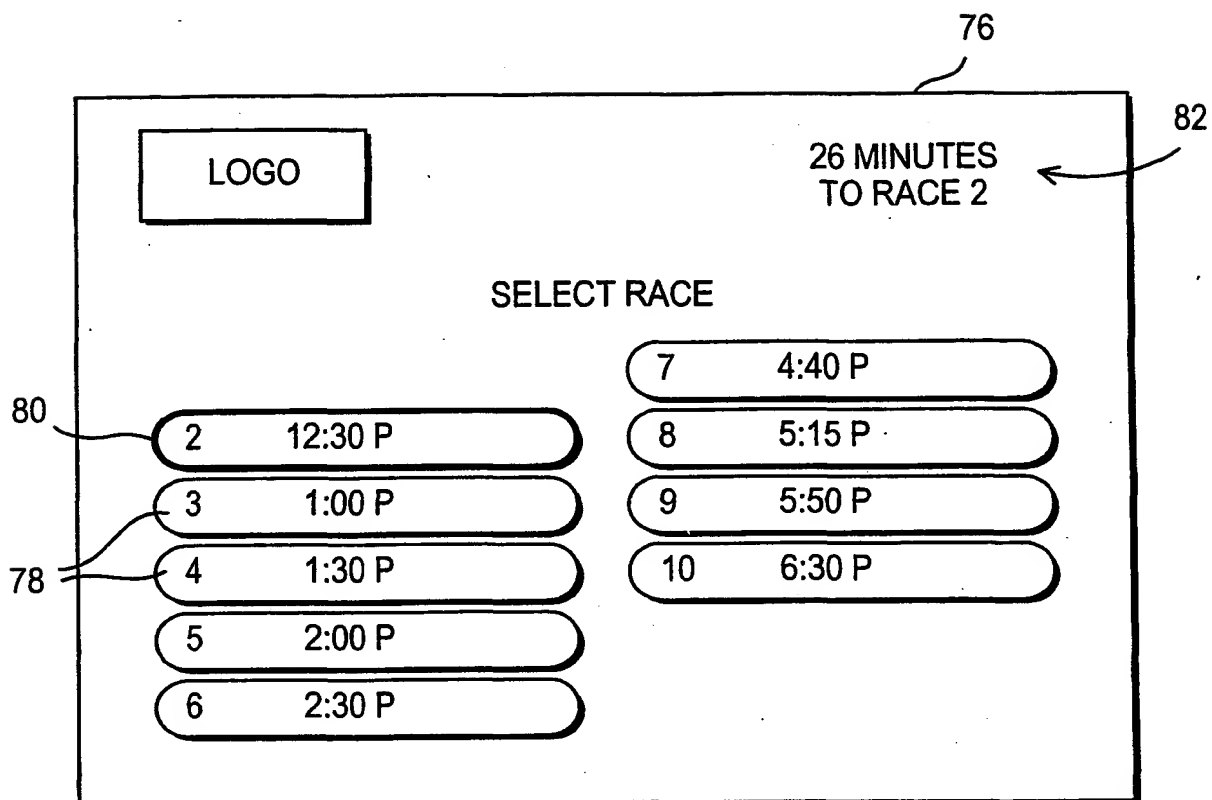 76
82
LOGO
26 MINUTES
TO RACE 2
SELECT RACE
80
2 12:30 P
3 1:00 P
78
4 1:30 P
5 2:00 P
6 2:30 P
7 4:40 P
8 5:15 P
9 5:50 P
10 6:30 P